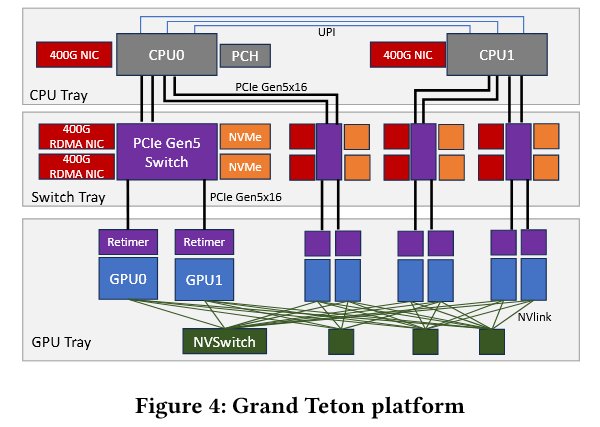 UPI
400G NIC
CPU0
PCH
400G NIC
CPU1
PCIe Gen5x16
CPU Tray
400G
RDMA NIC
400G
RDMA NIC
PCIe Gen5
Switch
NVMe
NVMe
Switch Tray
PCIe Gen5x16
Retimer
Retimer
GPU0
GPU1
NVlink
NVSwitch
GPU Tray
Figure 4: Grand Teton platform